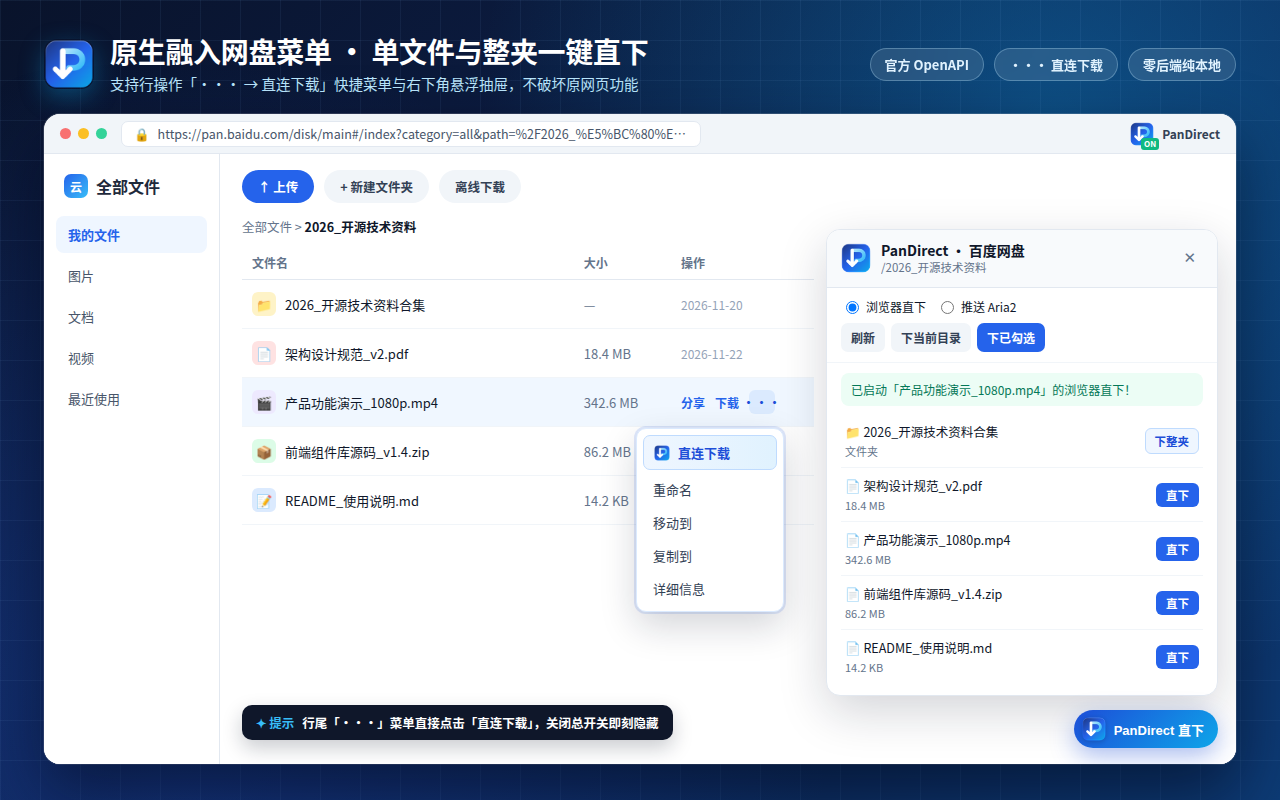 原生融入网盘菜单 · 单文件与整夹一键直下
支持行操作「···→ 直连下载」快捷菜单与右下角悬浮抽屉，不破坏原网页功能
官方 OpenAPI
··· 直连下载
零后端纯本地
https://pan.baidu.com/disk/main#/index?category=all&path=%2F2026_%E5%BC%80%E…
ON
PanDirect
云 全部文件
我的文件
图片
文档
视频
最近使用
↑ 上传
+ 新建文件夹
离线下载
全部文件 > 2026_开源技术资料
文件名 大小 操作
2026_开源技术资料合集 — 2026-11-20
架构设计规范_v2.pdf 18.4 MB 2026-11-22
产品功能演示_1080p.mp4 342.6 MB 分享 下载 ···
前端组件库源码_v1.4.zip 86.2 MB
README_使用说明.md 14.2 KB
直连下载
重命名
移动到
复制到
详细信息
PanDirect · 百度网盘 ✕
/2026_开源技术资料
浏览器直下 推送 Aria2
刷新 下当前目录 下已勾选
已启动「产品功能演示_1080p.mp4」的浏览器直下！
2026_开源技术资料合集
文件夹
下整夹
架构设计规范_v2.pdf
18.4 MB
直下
产品功能演示_1080p.mp4
342.6 MB
直下
前端组件库源码_v1.4.zip
86.2 MB
直下
README_使用说明.md
14.2 KB
直下
✦ 提示 行尾「···」菜单直接点击「直连下载」，关闭总开关即刻隐藏
PanDirect 直下